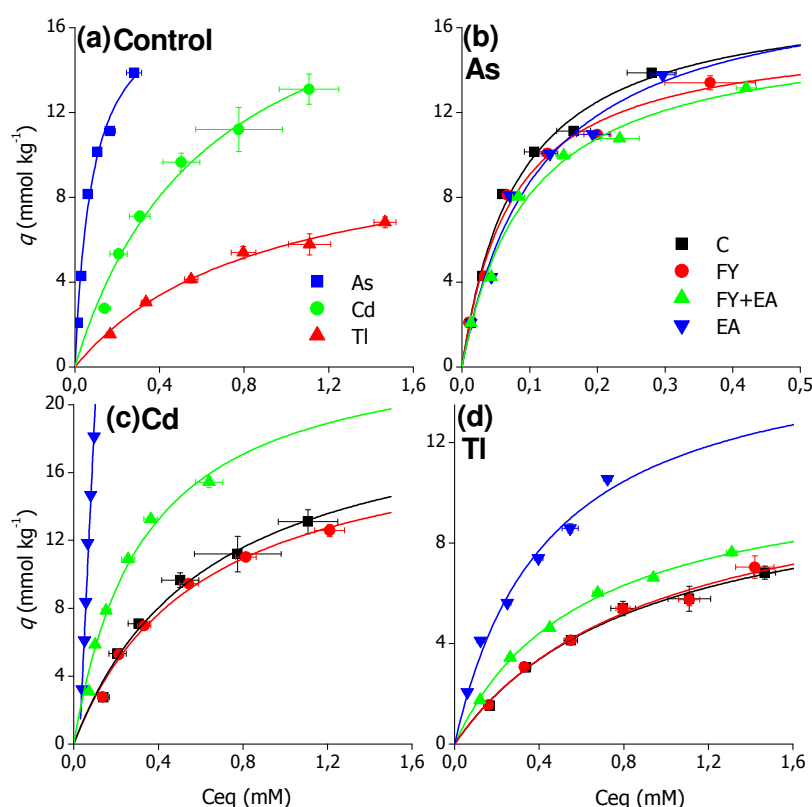 (a) Control
q (mmol kg⁻¹)
16
12
8
4
0
As
Cd
Tl
0,0 0,4 0,8 1,2 1,6
(b)
As
16
12
8
4
0
C
FY
FY+EA
EA
0,0 0,1 0,2 0,3 0,4 0,5
(c) Cd
q (mmol kg⁻¹)
20
16
12
8
4
0
0,0 0,4 0,8 1,2 1,6
Ceq (mM)
(d)
Tl
12
8
4
0
0,0 0,4 0,8 1,2 1,6
Ceq (mM)